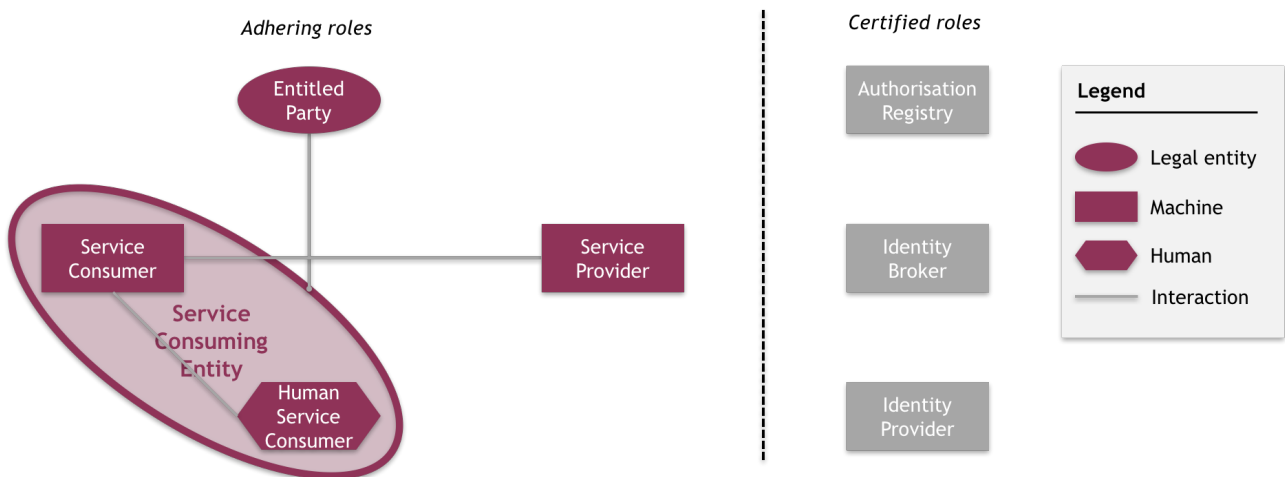 Adhering roles
Certified roles
Entitled
Party
Authorisation
Registry
Legend
Legal entity
Machine
Human
Interaction
Service
Consumer
Service
Provider
Identity
Broker
Service
Consuming
Entity
Human
Service
Consumer
Identity
Provider